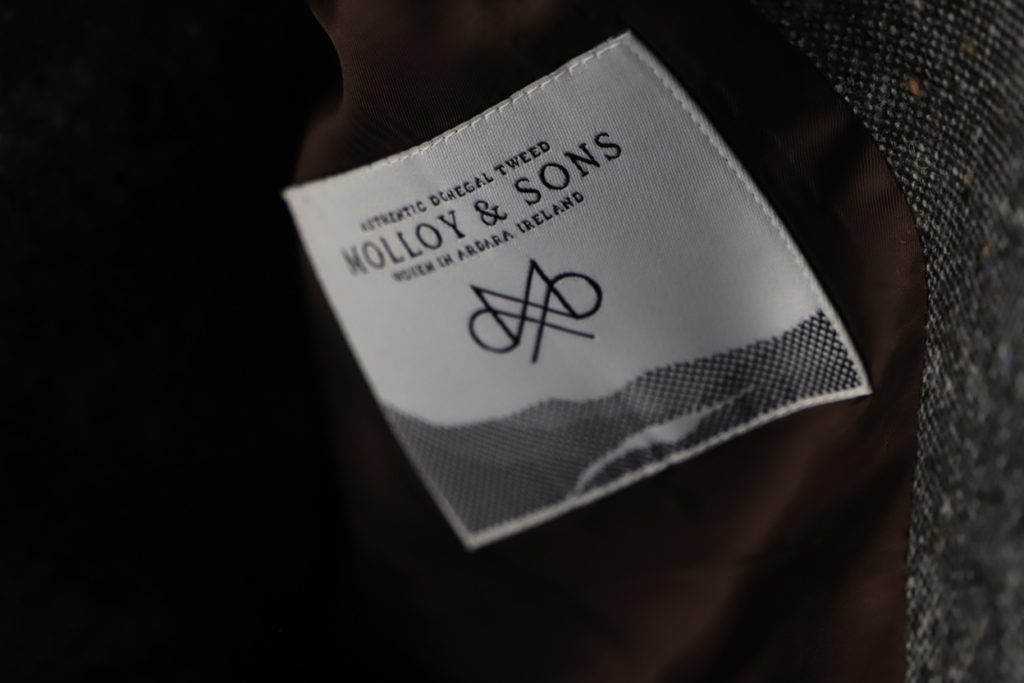 AUTHENTIC DONEGAL TWEED
MOLLOY & SONS
WOVEN IN ARDARA IRELAND